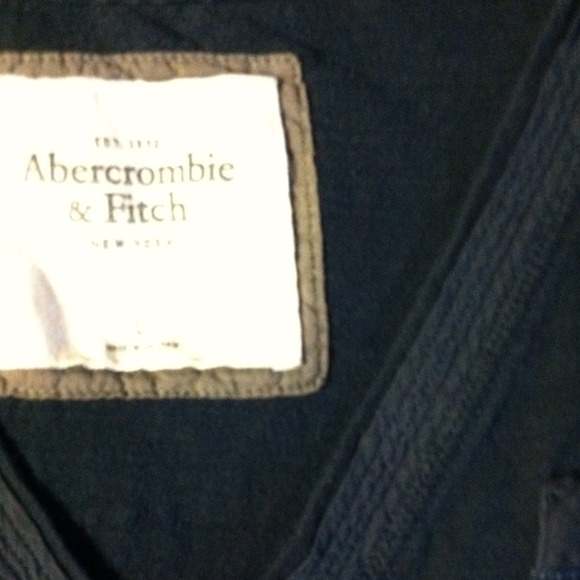 Abercrombie
& Fitch
NEW YORK